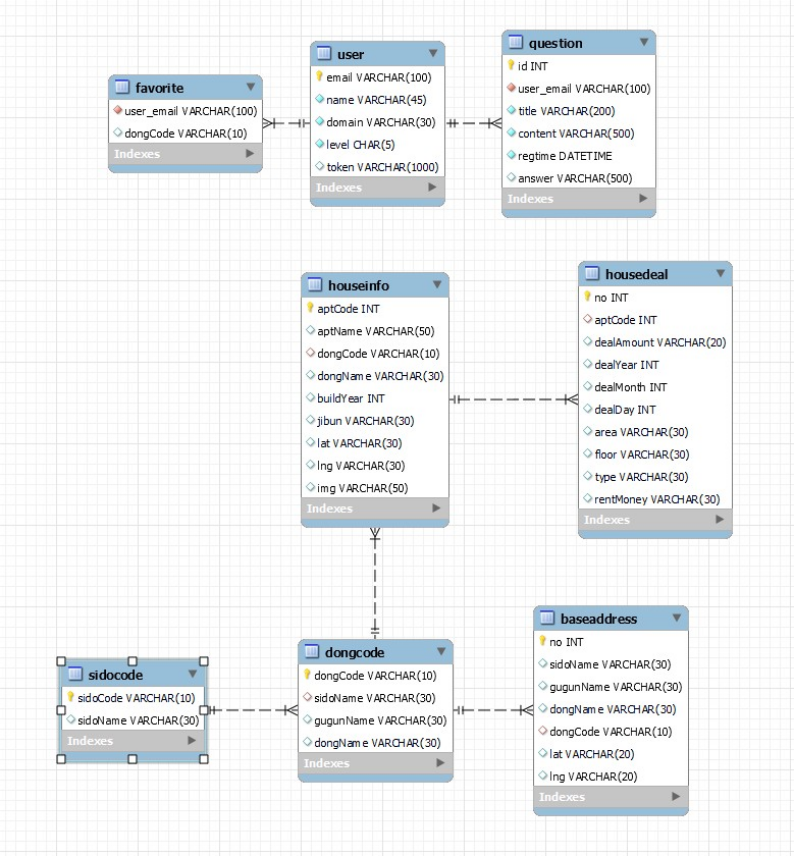 favorite
user_email VARCHAR(100)
dongCode VARCHAR(10)
Indexes
user
email VARCHAR(100)
name VARCHAR(45)
domain VARCHAR(30)
level CHAR(5)
token VARCHAR(1000)
Indexes
question
id INT
user_email VARCHAR(100)
title VARCHAR(200)
content VARCHAR(500)
regtime DATETIME
answer VARCHAR(500)
Indexes
houseinfo
aptCode INT
aptName VARCHAR(50)
dongCode VARCHAR(10)
dongName VARCHAR(30)
buildYear INT
jibun VARCHAR(30)
lat VARCHAR(30)
lng VARCHAR(30)
img VARCHAR(50)
Indexes
housedeal
no INT
aptCode INT
dealAmount VARCHAR(20)
dealYear INT
dealMonth INT
dealDay INT
area VARCHAR(30)
floor VARCHAR(30)
type VARCHAR(30)
rentMoney VARCHAR(30)
Indexes
sidocode
sidoCode VARCHAR(10)
sidoName VARCHAR(30)
Indexes
dongcode
dongCode VARCHAR(10)
sidoName VARCHAR(30)
gugunName VARCHAR(30)
dongName VARCHAR(30)
Indexes
baseaddress
no INT
sidoName VARCHAR(30)
gugunName VARCHAR(30)
dongName VARCHAR(30)
dongCode VARCHAR(10)
lat VARCHAR(20)
lng VARCHAR(20)
Indexes